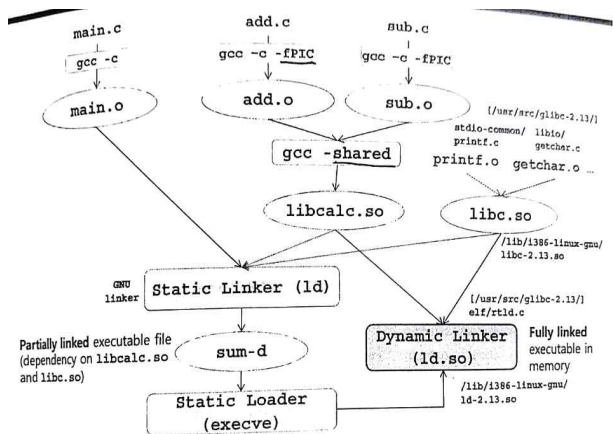 main.c
add.c
sub.c
gcc -c
gcc -c -fPIC
gcc -c -fPIC
main.o
add.o
sub.o
[/usr/src/glibc-2.13/]
stdio-common/
printf.c
libio/
getchar.c
gcc -shared
printf.o
getchar.o ...
libcalc.so
libc.so
/lib/i386-linux-gnu/
libc-2.13.so
GNU
linker
Static Linker (ld)
[/usr/src/glibc-2.13/]
elf/rtld.c
Partially linked executable file
(dependency on libcalc.so
and libc.so)
sum-d
Dynamic Linker
(ld.so)
Fully linked
executable in
memory
Static Loader
(execve)
/lib/i386-linux-gnu/
ld-2.13.so